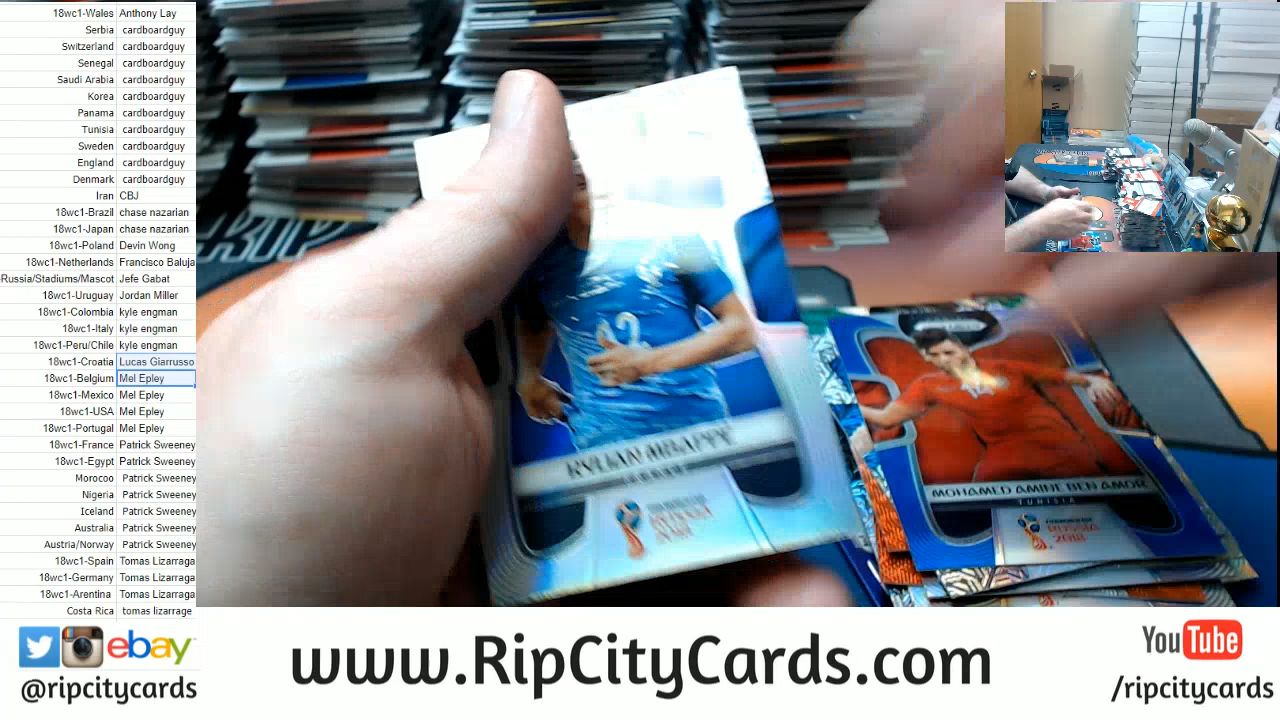 18wc1-Wales Anthony Lay
Serbia cardboardguy
Switzerland cardboardguy
Senegal cardboardguy
Saudi Arabia cardboardguy
Korea cardboardguy
Panama cardboardguy
Tunisia cardboardguy
Sweden cardboardguy
England cardboardguy
Denmark cardboardguy
Iran CBJ
18wc1-Brazil chase nazarian
18wc1-Japan chase nazarian
18wc1-Poland Devin Wong
18wc1-Netherlands Francisco Baluja
-Russia/Stadiums/Mascot Jefe Gabat
18wc1-Uruguay Jordan Miller
18wc1-Colombia kyle engman
18wc1-Italy kyle engman
18wc1-Peru/Chile kyle engman
18wc1-Croatia Lucas Giarrusso
18wc1-Belgium Mel Epley
18wc1-Mexico Mel Epley
18wc1-USA Mel Epley
18wc1-Portugal Mel Epley
18wc1-France Patrick Sweeney
18wc1-Egypt Patrick Sweeney
Morocoo Patrick Sweeney
Nigeria Patrick Sweeney
Iceland Patrick Sweeney
Australia Patrick Sweeney
Austria/Norway Patrick Sweeney
18wc1-Spain Tomas Lizarraga
18wc1-Germany Tomas Lizarraga
18wc1-Arentina Tomas Lizarraga
Costa Rica tomas lizarrage
12
KYLIAN MBAPPE
MOHAMED AMINE BEN AMOR
TUNISIA
RUSSIA
2018
ebay
@ripcitycards
www.RipCityCards.com
YouTube
/ripcitycards